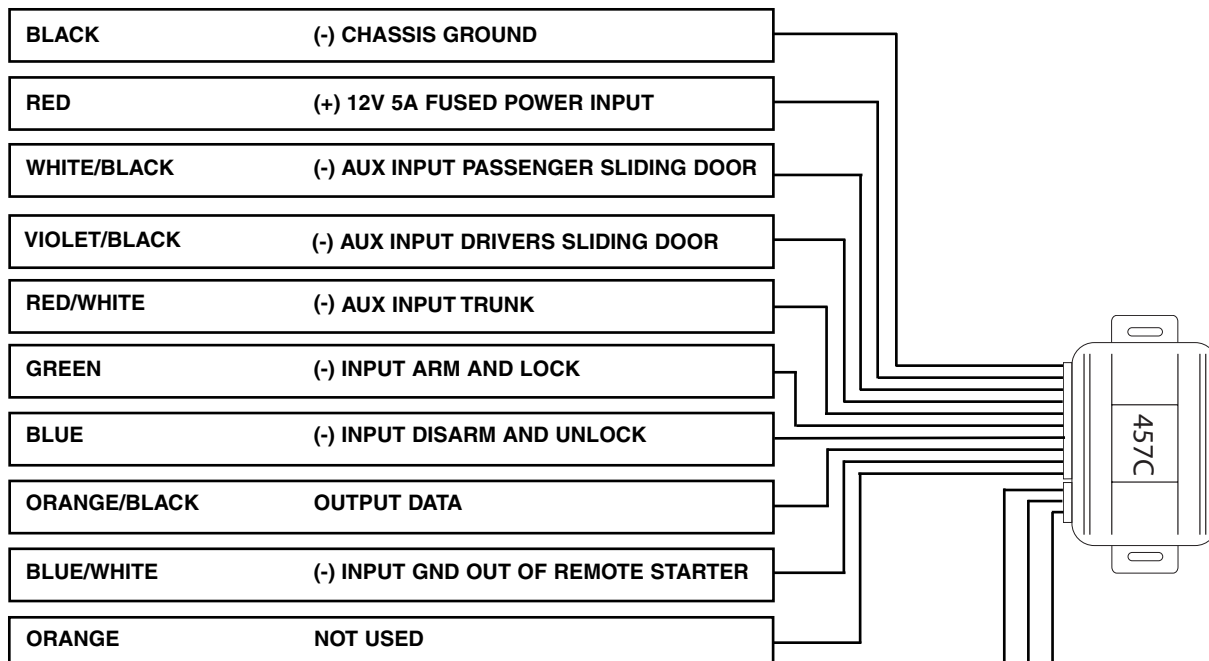 BLACK (-) CHASSIS GROUND
RED (+) 12V 5A FUSED POWER INPUT
WHITE/BLACK (-) AUX INPUT PASSENGER SLIDING DOOR
VIOLET/BLACK (-) AUX INPUT DRIVERS SLIDING DOOR
RED/WHITE (-) AUX INPUT TRUNK
GREEN (-) INPUT ARM AND LOCK
BLUE (-) INPUT DISARM AND UNLOCK
ORANGE/BLACK OUTPUT DATA
BLUE/WHITE (-) INPUT GND OUT OF REMOTE STARTER
ORANGE NOT USED
457C